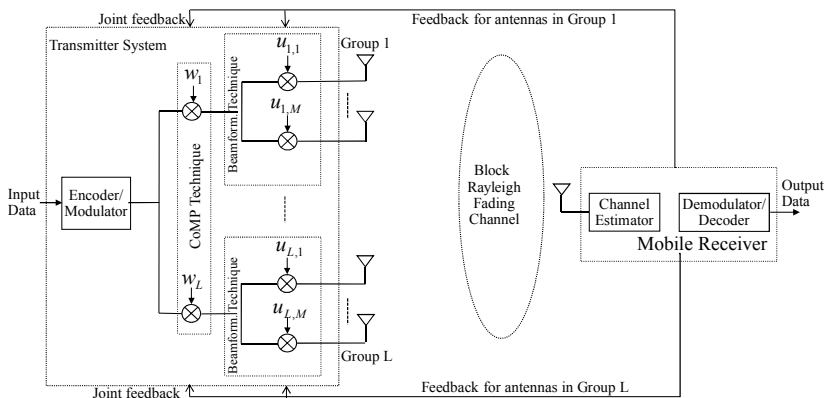 Joint feedback
Feedback for antennas in Group 1
Transmitter System
Group 1
u1,1
w1
Beamform. Technique
u1,M
Input
Data
Encoder/
Modulator
CoMP Technique
Block
Rayleigh
Fading
Channel
Channel
Estimator
Demodulator/
Decoder
Output
Data
Mobile Receiver
uL,1
wL
Beamform. Technique
uL,M
Group L
Joint feedback
Feedback for antennas in Group L